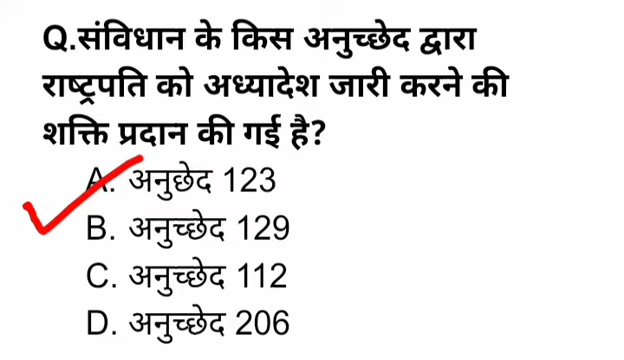 Q.संविधान के किस अनुच्छेद द्वारा
राष्ट्रपति को अध्यादेश जारी करने की
शक्ति प्रदान की गई है?
A. अनुछेद 123
B. अनुच्छेद 129
C. अनुच्छेद 112
D. अनुच्छेद 206